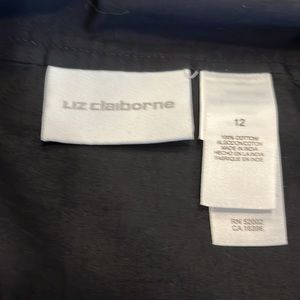 Liz claiborne
12
100% COTTON/
ALGODON/COTON
MADE IN INDIA
HECHO EN LA INDIA
FABRIQUE EN INDE
RN 52002
CA 16396